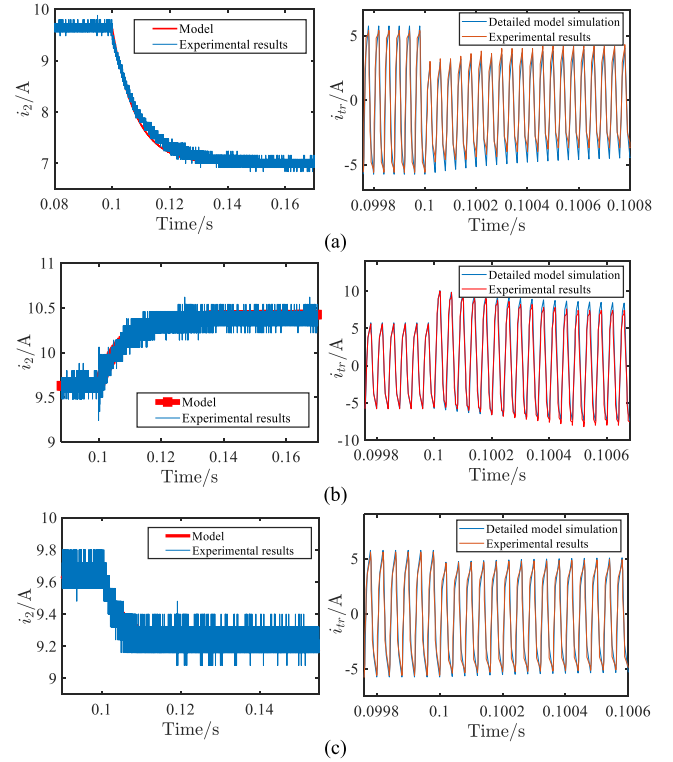 10
9
8
7
i2/A
Model
Experimental results
0.08
0.1
0.12
0.14
0.16
Time/s
5
0
-5
itr/A
Detailed model simulation
Experimental results
0.0998
0.1
0.1002
0.1004
0.1006
0.1008
Time/s
(a)
11
10.5
10
9.5
9
i2/A
Model
Experimental results
0.1
0.12
0.14
0.16
Time/s
10
5
0
-5
-10
itr/A
Detailed model simulation
Experimental results
0.0998
0.1
0.1002
0.1004
0.1006
Time/s
(b)
10
9.8
9.6
9.4
9.2
9
i2/A
Model
Experimental results
0.1
0.12
0.14
Time/s
5
0
-5
itr/A
Detailed model simulation
Experimental results
0.0998
0.1
0.1002
0.1004
0.1006
Time/s
(c)